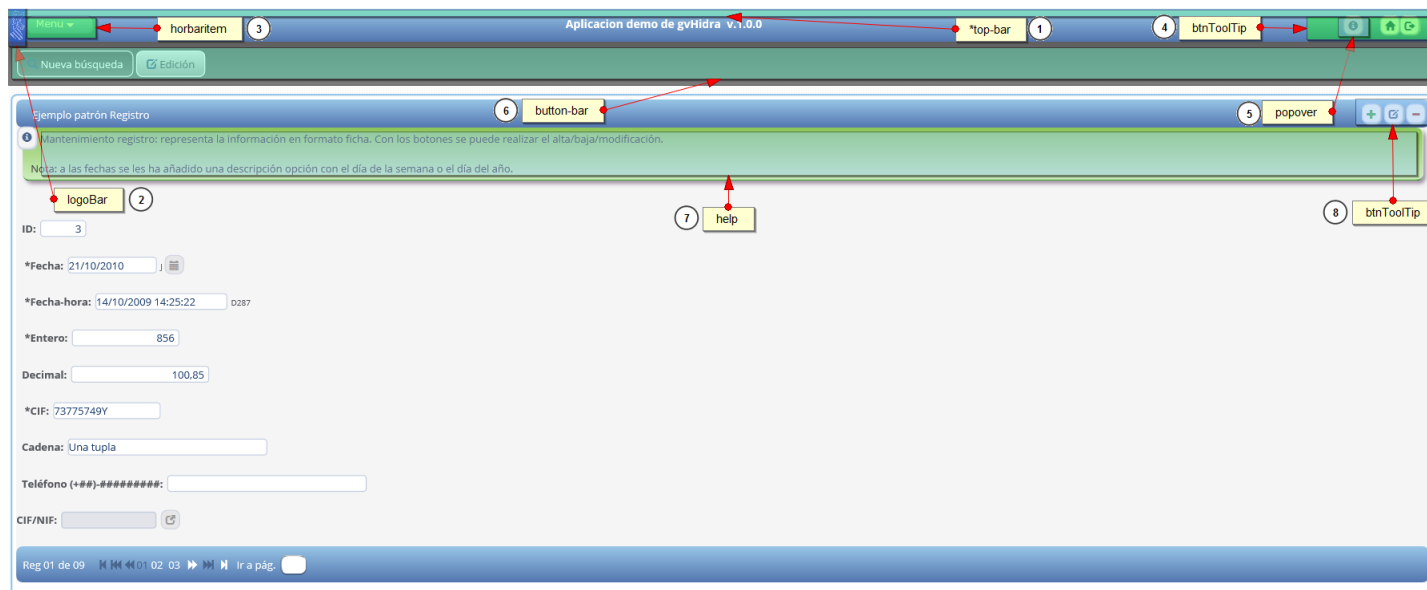 Menu
Aplicacion demo de gvHidra v.1.0.0
horbaritem
3
*top-bar
1
4
btnToolTip
Nueva búsqueda
Edición
6
button-bar
5
popover
Ejemplo patrón Registro
Mantenimiento registro: representa la información en formato ficha. Con los botones se puede realizar el alta/baja/modificación.
Nota: a las fechas se les ha añadido una descripción opción con el día de la semana o el día del año.
logoBar
2
7
help
8
btnToolTip
ID: 3
*Fecha: 21/10/2010 J
*Fecha-hora: 14/10/2009 14:25:22 D287
*Entero: 856
Decimal: 100,85
*CIF: 73775749Y
Cadena: Una tupla
Teléfono (+##)-#########:
CIF/NIF:
Reg 01 de 09 01 02 03 Ir a pág.